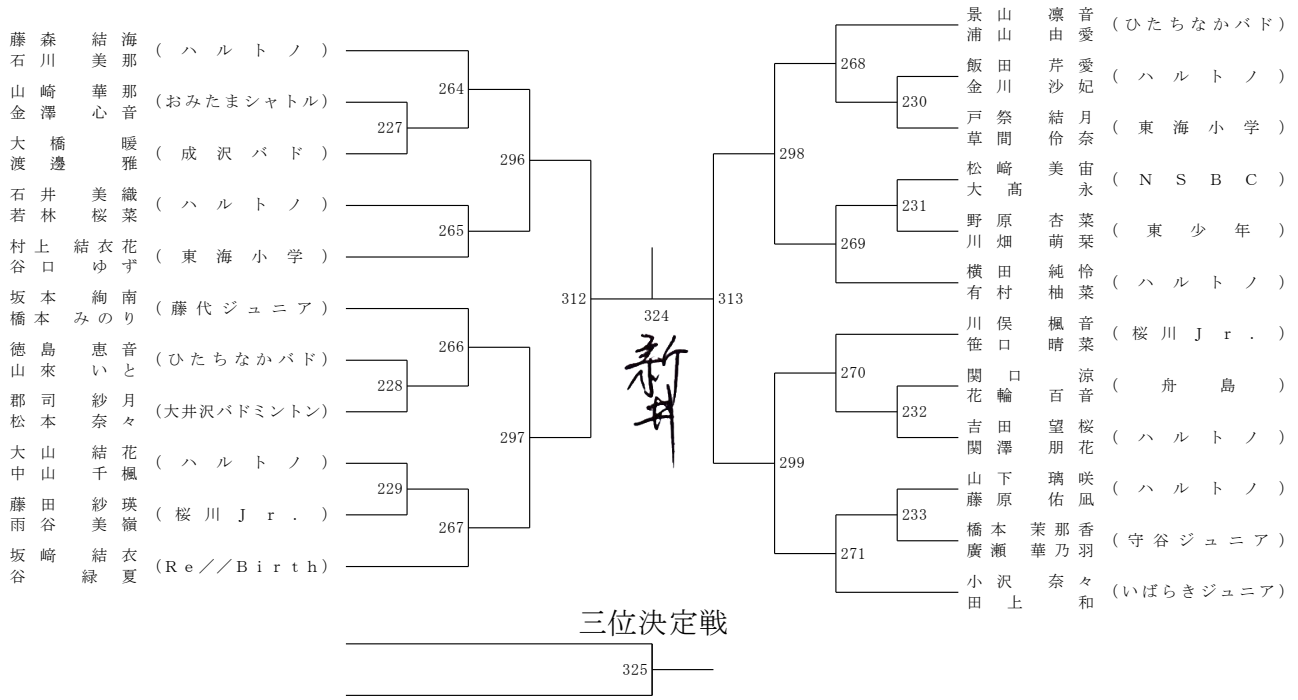 藤森 結海
石川 美那
(ハルトノ)
山崎 華那
金澤 心音
(おみたまシャトル)
大橋 暖
渡邊 雅
(成沢バド)
石井 美織
若林 桜菜
(ハルトノ)
村上 結衣花
谷口 ゆず
(東海小学)
坂本 絢南
橋本 みのり
(藤代ジュニア)
徳島 恵音
山來 いと
(ひたちなかバド)
郡司 紗月
松本 奈々
(大井沢バドミントン)
大山 結花
中山 千楓
(ハルトノ)
藤田 紗瑛
雨谷 美嶺
(桜川Jr.)
坂﨑 結衣
谷 緑夏
(Re//Birth)
264
227
296
265
312
266
228
297
229
267
324
新井
313
298
268
230
231
269
299
270
232
233
271
景山 凛音
浦山 由愛
(ひたちなかバド)
飯田 芹愛
金川 沙妃
(ハルトノ)
戸祭 結月
草間 伶奈
(東海小学)
松﨑 美宙
大髙 永
(NSBC)
野原 杏菜
川畑 萌栞
(東少年)
横田 純怜
有村 柚菜
(ハルトノ)
川俣 楓音
笹口 晴菜
(桜川Jr.)
関口 涼
花輪 百音
(舟島)
吉田 望桜
関澤 朋花
(ハルトノ)
山下 璃咲
藤原 佑凪
(ハルトノ)
橋本 茉那香
廣瀬 華乃羽
(守谷ジュニア)
小沢 奈々
田上 和
(いばらきジュニア)
三位決定戦
325